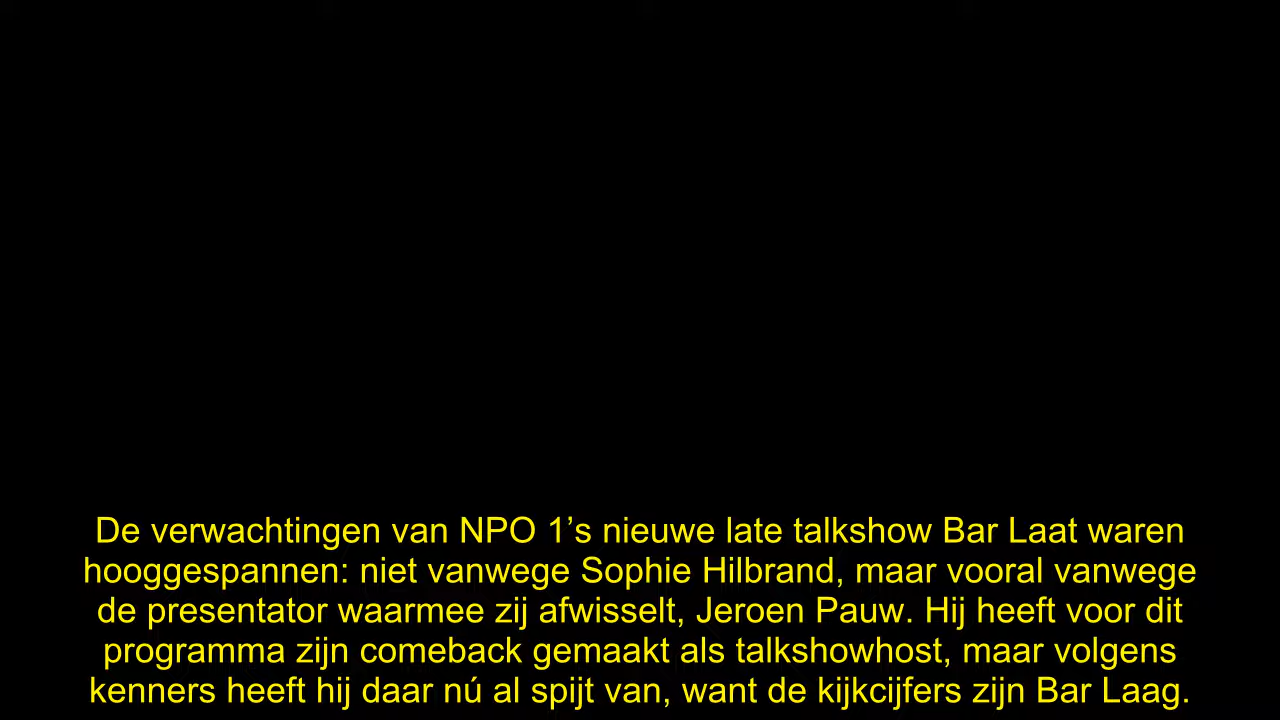 De verwachtingen van NPO 1’s nieuwe late talkshow Bar Laat waren
hooggespannen: niet vanwege Sophie Hilbrand, maar vooral vanwege
de presentator waarmee zij afwisselt, Jeroen Pauw. Hij heeft voor dit
programma zijn comeback gemaakt als talkshowhost, maar volgens
kenners heeft hij daar nú al spijt van, want de kijkcijfers zijn Bar Laag.